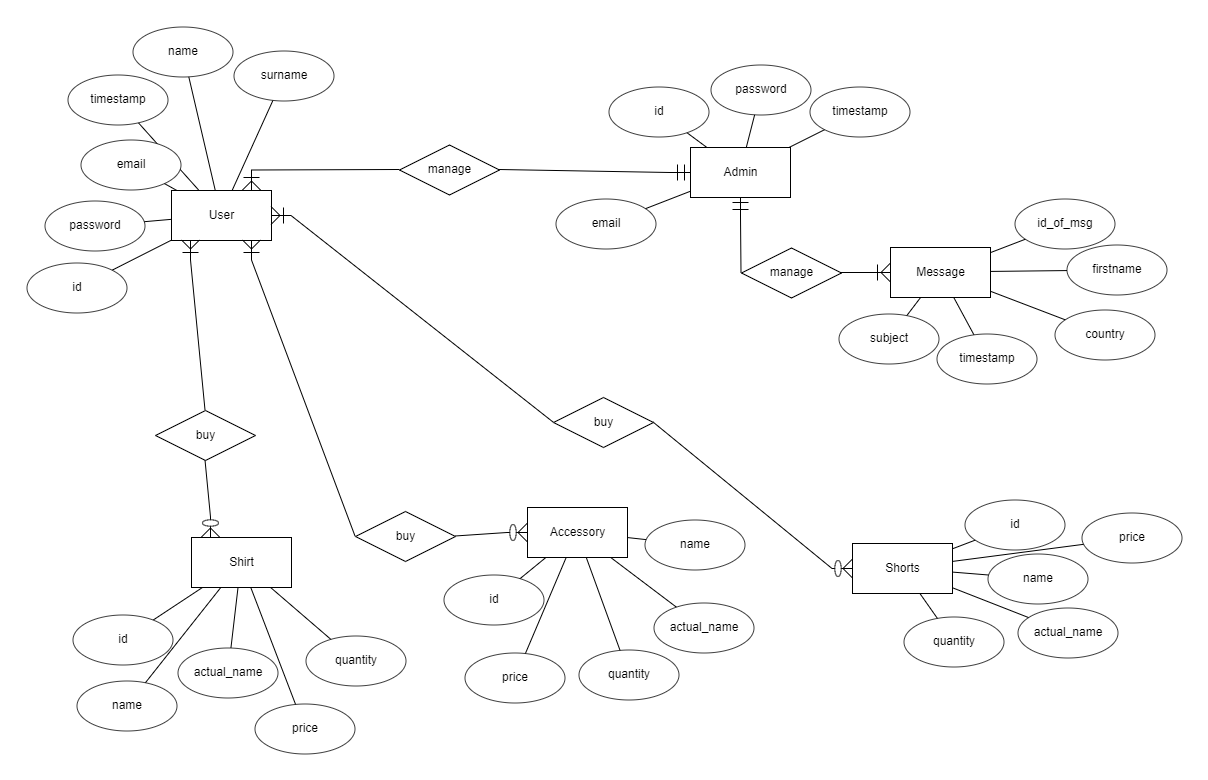 name
surname
timestamp
email
password
id
User
manage
id
password
timestamp
Admin
email
manage
Message
id_of_msg
firstname
country
subject
timestamp
buy
buy
buy
Shirt
id
name
actual_name
price
quantity
Accessory
name
id
actual_name
price
quantity
Shorts
id
price
name
actual_name
quantity